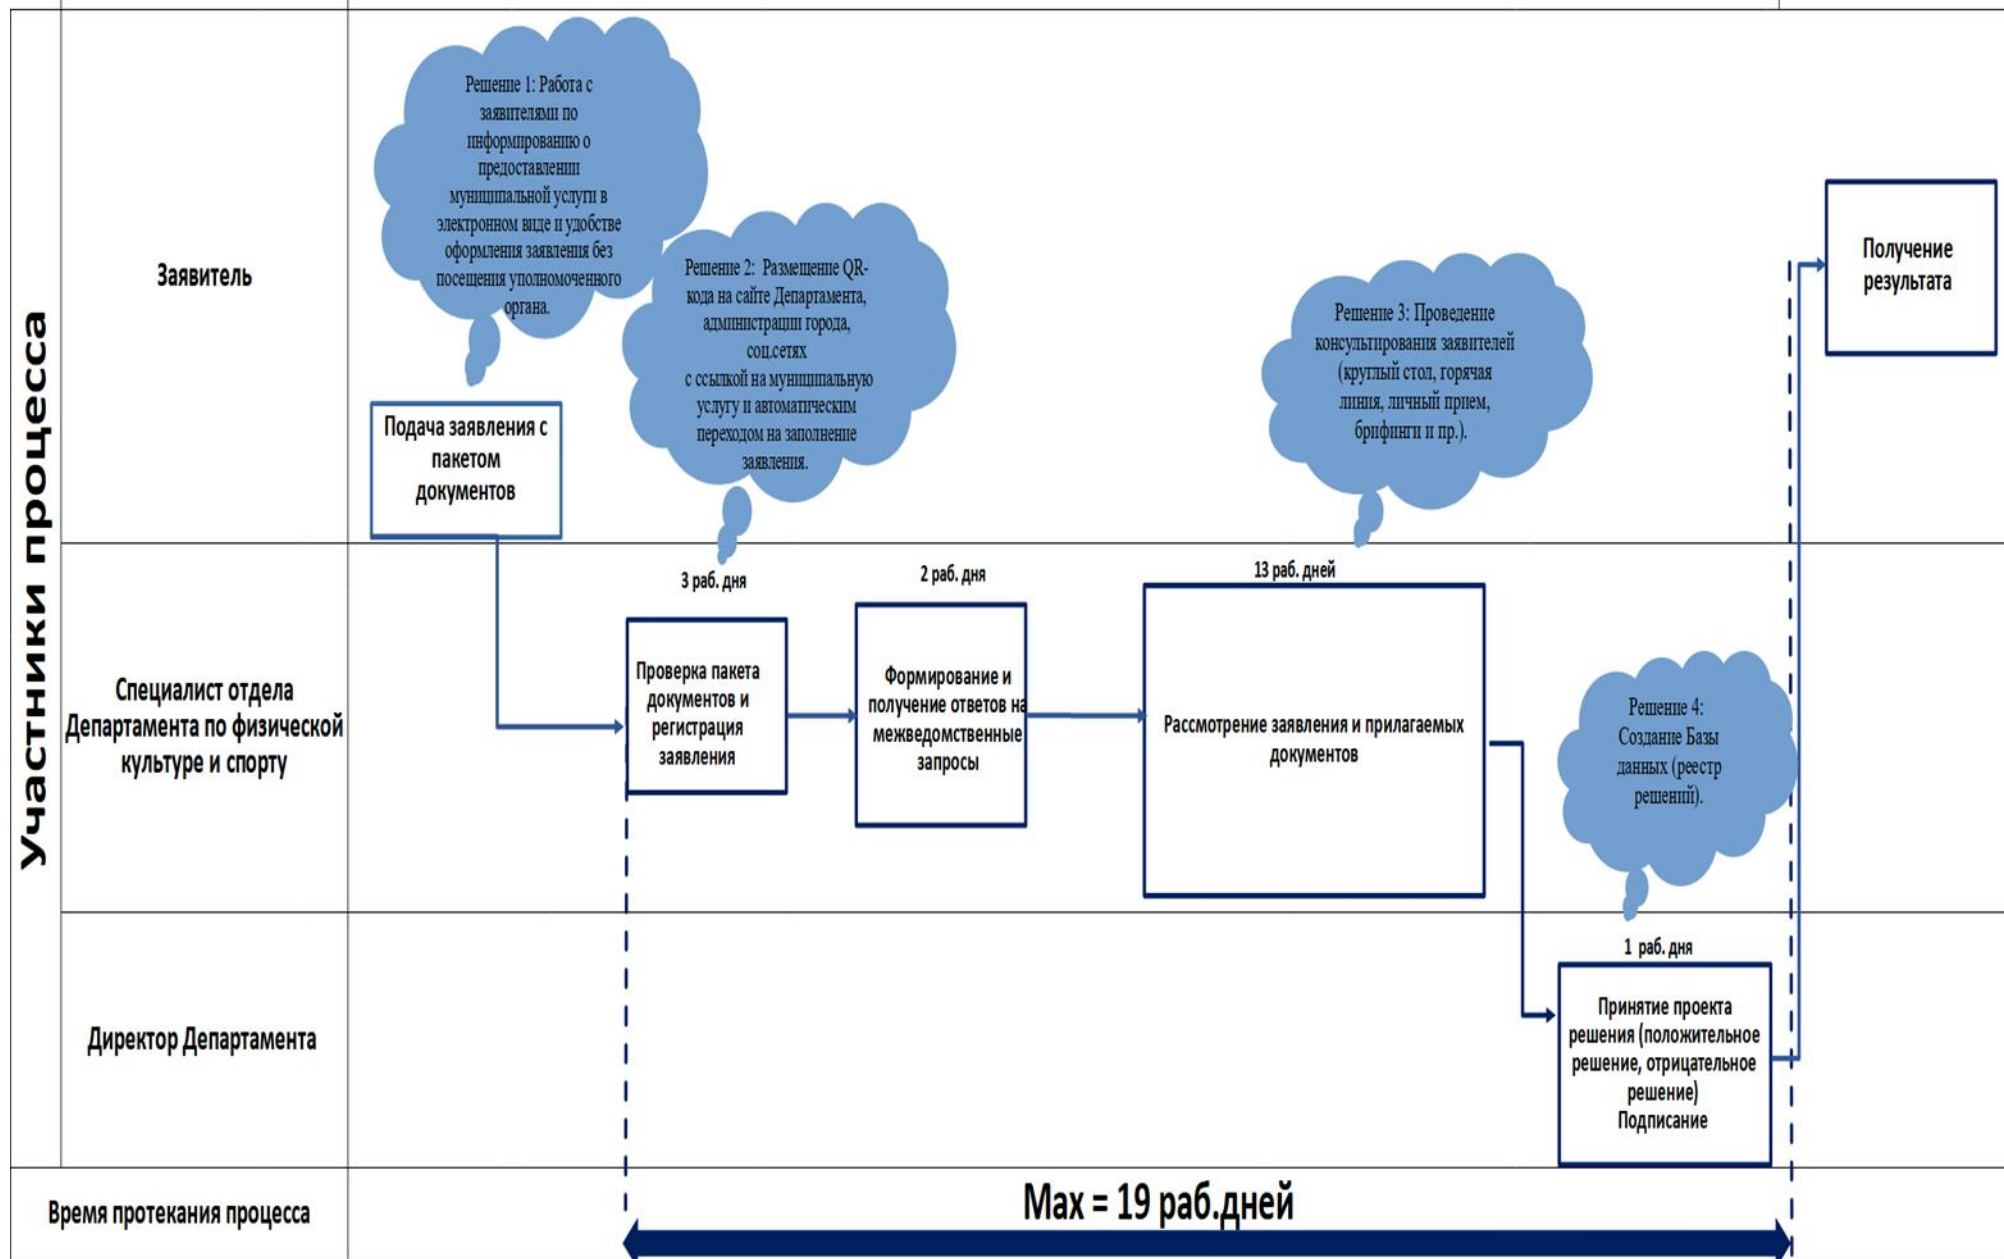 Участники процесса
Заявитель
Решение 1: Работа с
заявителями по
информированию о
предоставлении
муниципальной услуги в
электронном виде и удобстве
оформления заявления без
посещения уполномоченного
органа.
Решение 2: Размещение QR-
кода на сайте Департамента,
администрации города,
соц.сетях
с ссылкой на муниципальную
услугу и автоматическим
переходом на заполнение
заявления.
Решение 3: Проведение
консультирования заявителей
(круглый стол, горячая
линия, личный прием,
брифинги и пр.).
Получение
результата
Подача заявления с
пакетом
документов
Специалист отдела
Департамента по физической
культуре и спорту
3 раб. дня
Проверка пакета
документов и
регистрация
заявления
2 раб. дня
Формирование и
получение ответов на
межведомственные
запросы
13 раб. дней
Рассмотрение заявления и прилагаемых
документов
Решение 4:
Создание Базы
данных (реестр
решений).
Директор Департамента
1 раб. дня
Принятие проекта
решения (положительное
решение, отрицательное
решение)
Подписание
Время протекания процесса
Max = 19 раб.дней